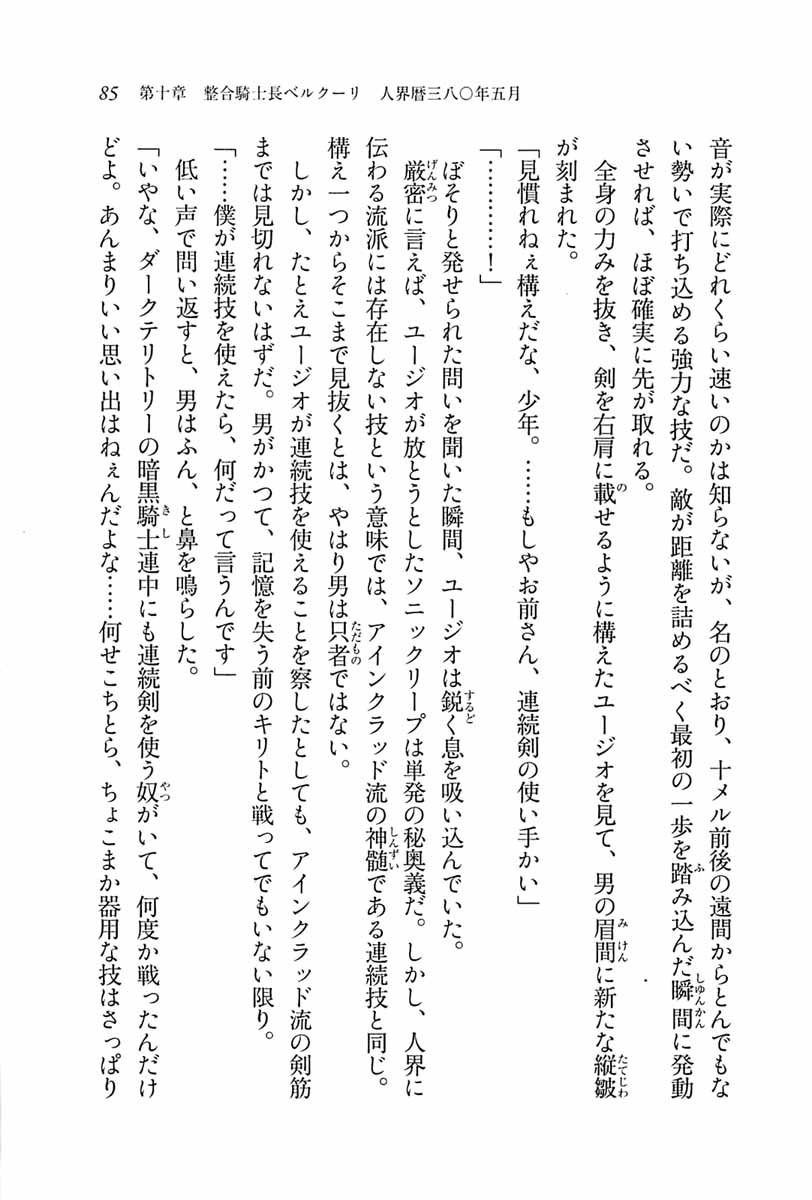 85　第十章　整合騎士長ベルクーリ　人界暦三八〇年五月
音が実際にどれくらい速いのかは知らないが、名のとおり、十メル前後の遠間からとんでもな
い勢いで打ち込める強力な技だ。敵が距離を詰めるべく最初の一歩を踏み込んだ瞬間に発動
させれば、ほぼ確実に先が取れる。
　全身の力みを抜き、剣を右肩に載せるように構えたユージオを見て、男の眉間に新たな縦皺
が刻まれた。
「見慣れねぇ構えだな、少年。……もしやお前さん、連続剣の使い手かい」
「…………！」
　ぼそりと発せられた問いを聞いた瞬間、ユージオは鋭く息を吸い込んでいた。
　厳密に言えば、ユージオが放とうとしたソニックリープは単発の秘奥義だ。しかし、人界に
伝わる流派には存在しない技という意味では、アインクラッド流の神髄である連続技と同じ。
構え一つからそこまで見抜くとは、やはり男は只者ではない。
　しかし、たとえユージオが連続技を使えることを察したとしても、アインクラッド流の剣筋
までは見切れないはずだ。男がかつて、記憶を失う前のキリトと戦ってでもいない限り。
「……僕が連続技を使えたら、何だって言うんです」
　低い声で問い返すと、男はふん、と鼻を鳴らした。
「いやな、ダークテリトリーの暗黒騎士連中にも連続剣を使う奴がいて、何度か戦ったんだけ
どよ。あんまりいい思い出はねぇんだよな……何せこちとら、ちょこまか器用な技はさっぱり